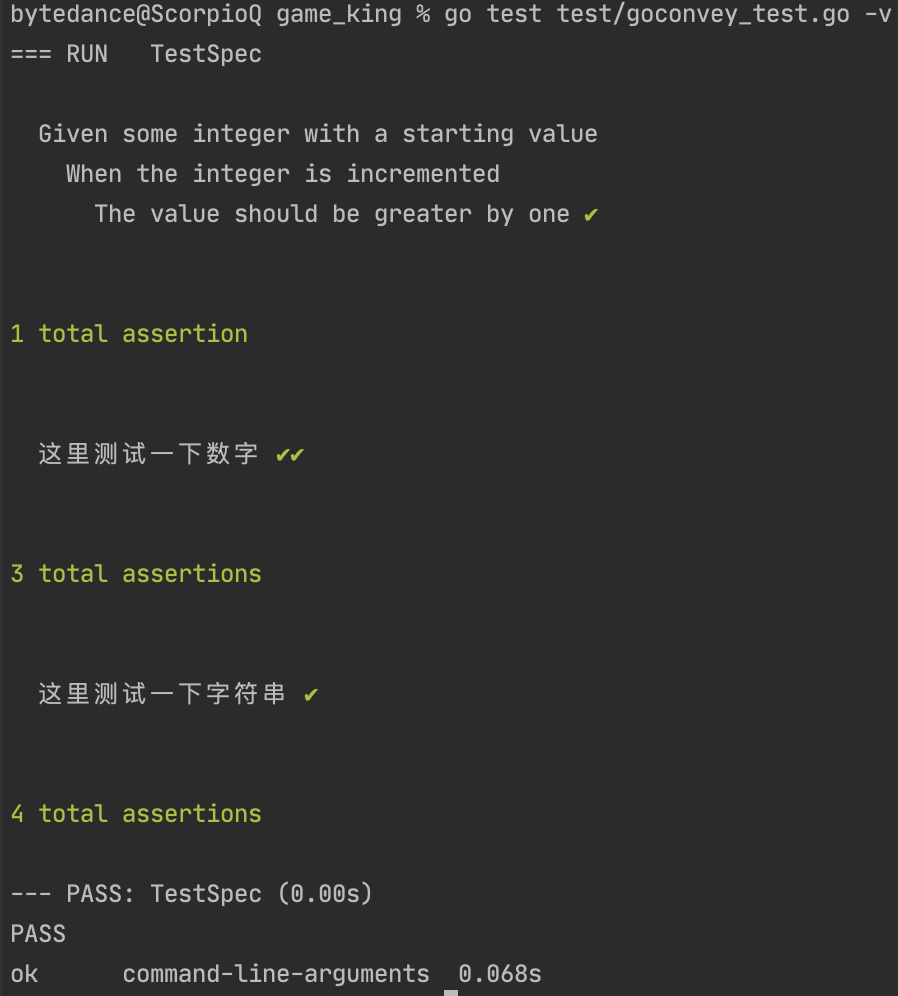 bytedance@ScorpioQ game_king % go test test/goconvey_test.go -v
=== RUN   TestSpec
Given some integer with a starting value
When the integer is incremented
The value should be greater by one ✔
1 total assertion
这里测试一下数字 ✔✔
3 total assertions
这里测试一下字符串 ✔
4 total assertions
--- PASS: TestSpec (0.00s)
PASS
ok      command-line-arguments  0.068s